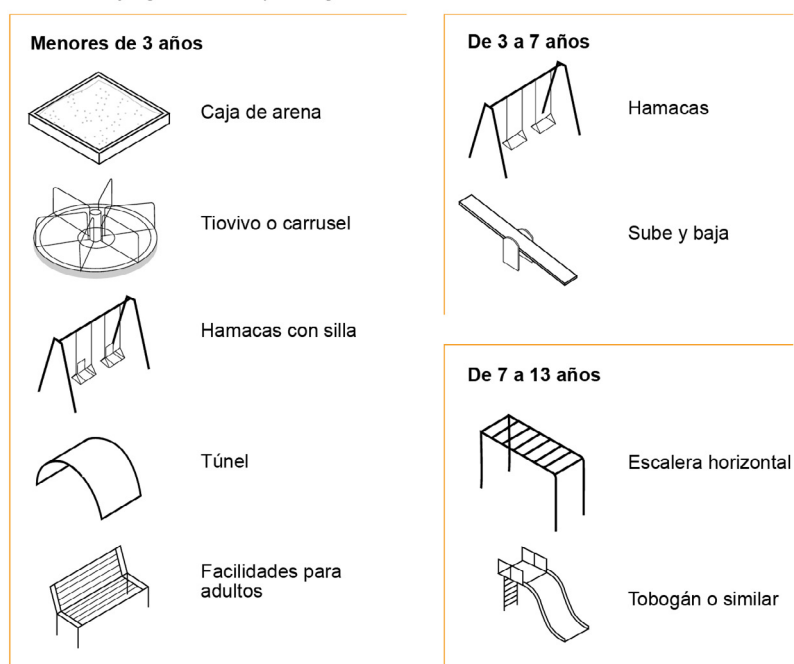 Menores de 3 años
Caja de arena
Tiovivo o carrusel
Hamacas con silla
Túnel
Facilidades para
adultos
De 3 a 7 años
Hamacas
Sube y baja
De 7 a 13 años
Escalera horizontal
Tobogán o similar